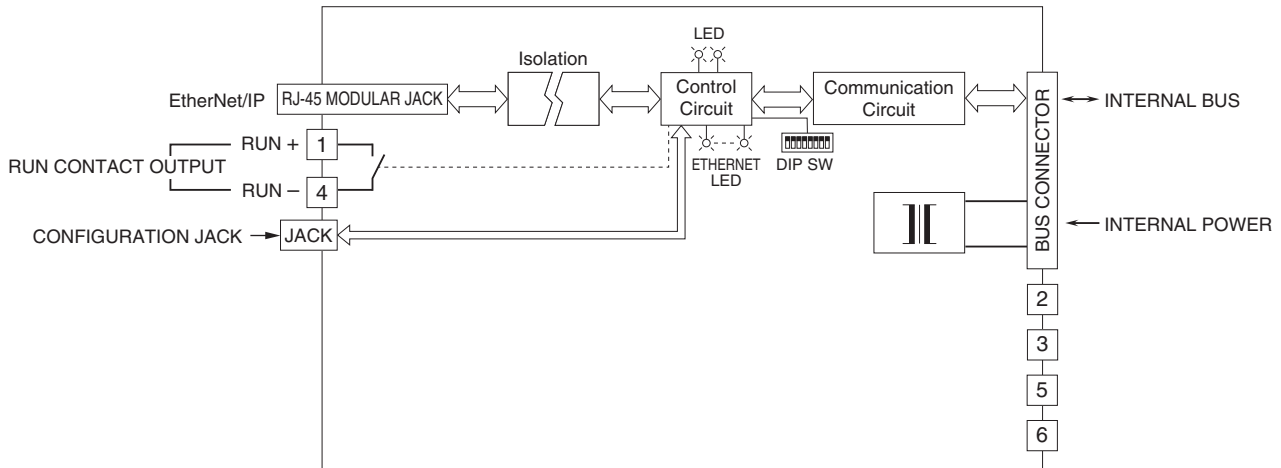 LED
Isolation
EtherNet/IP
RJ-45 MODULAR JACK
Control
Circuit
Communication
Circuit
BUS CONNECTOR
INTERNAL BUS
RUN +
1
RUN CONTACT OUTPUT
RUN –
4
ETHERNET
LED
DIP SW
CONFIGURATION JACK
JACK
INTERNAL POWER
2
3
5
6